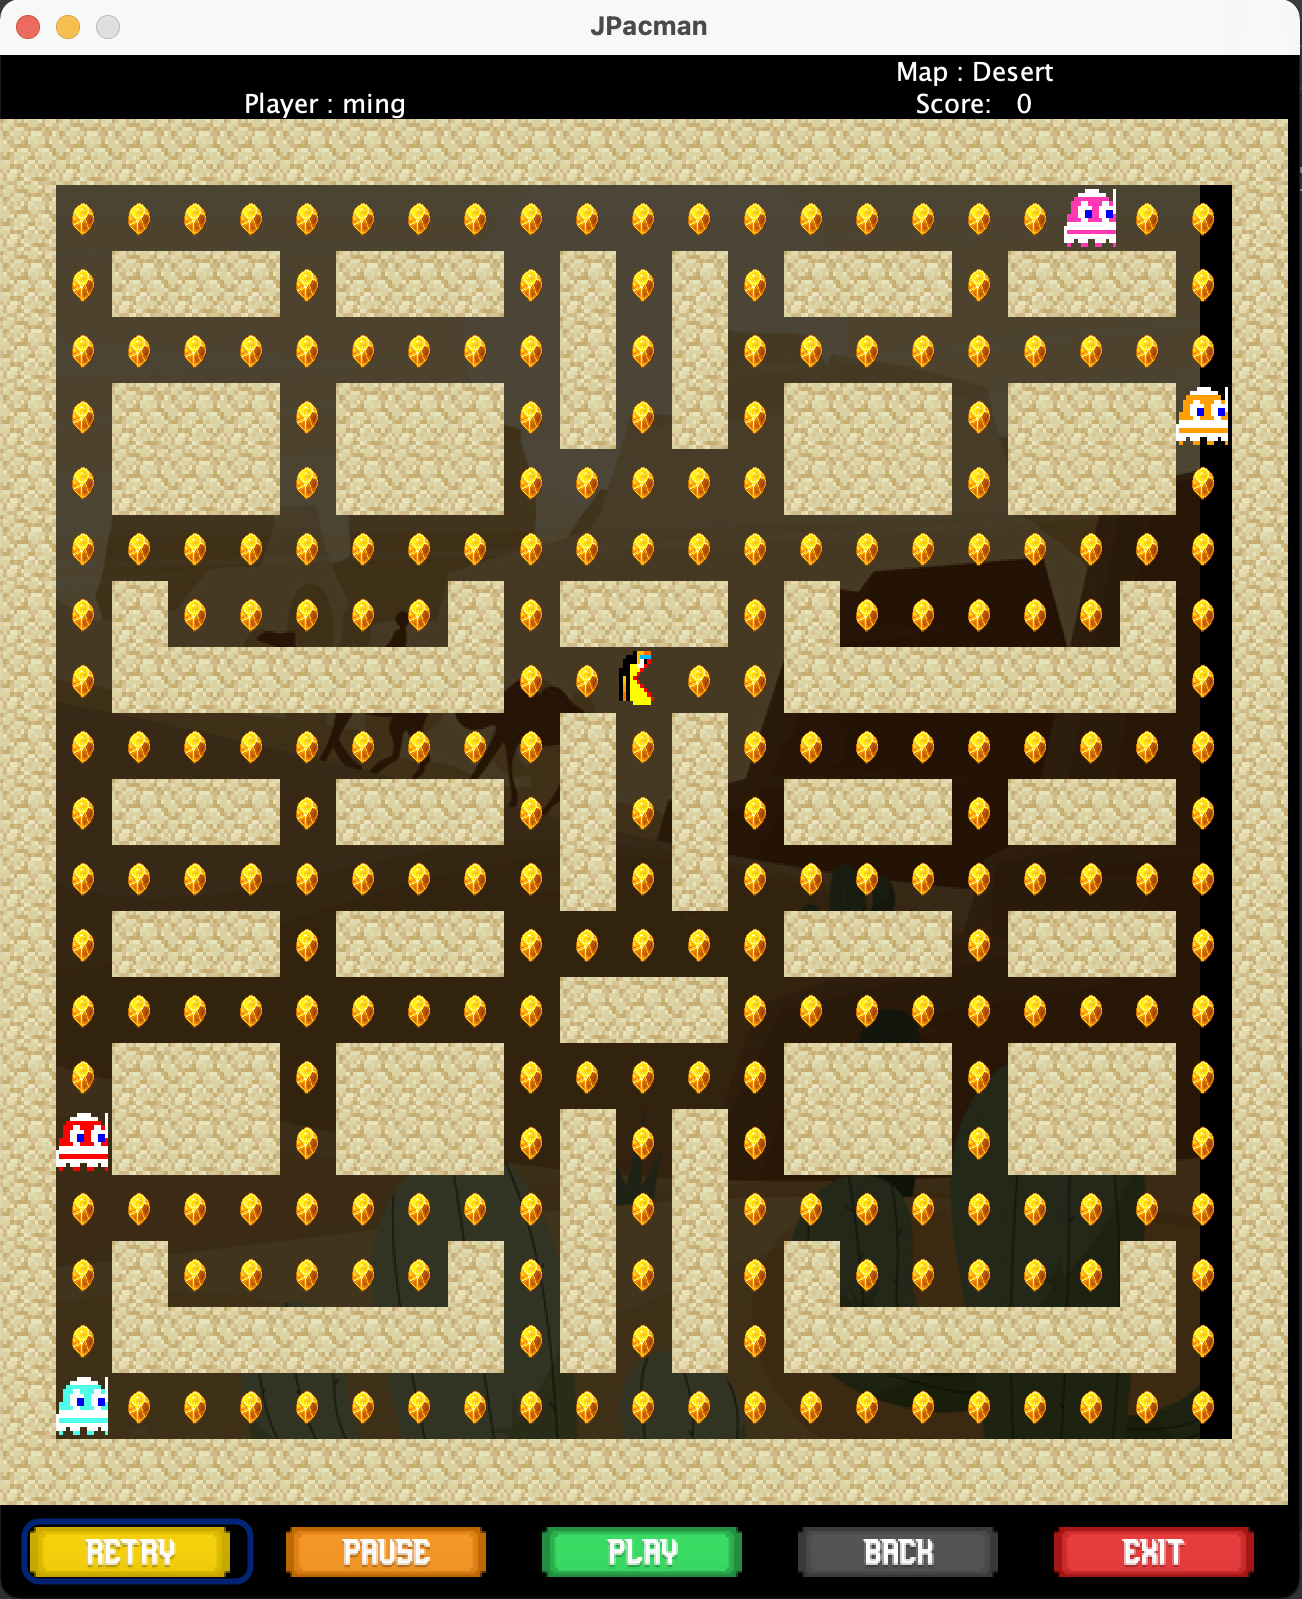 JPacman
Map : Desert
Player : ming
Score: 0
RETRY
PAUSE
PLAY
BACK
EXIT